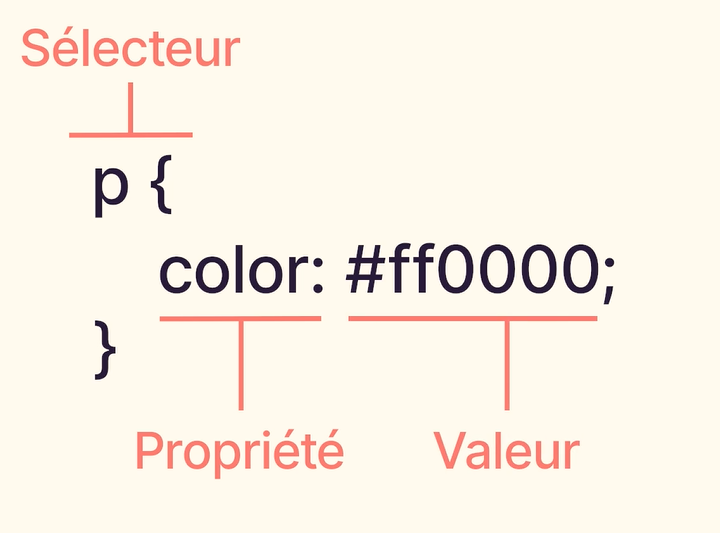 Sélecteur
p {
color: #ff0000;
}
Propriété
Valeur